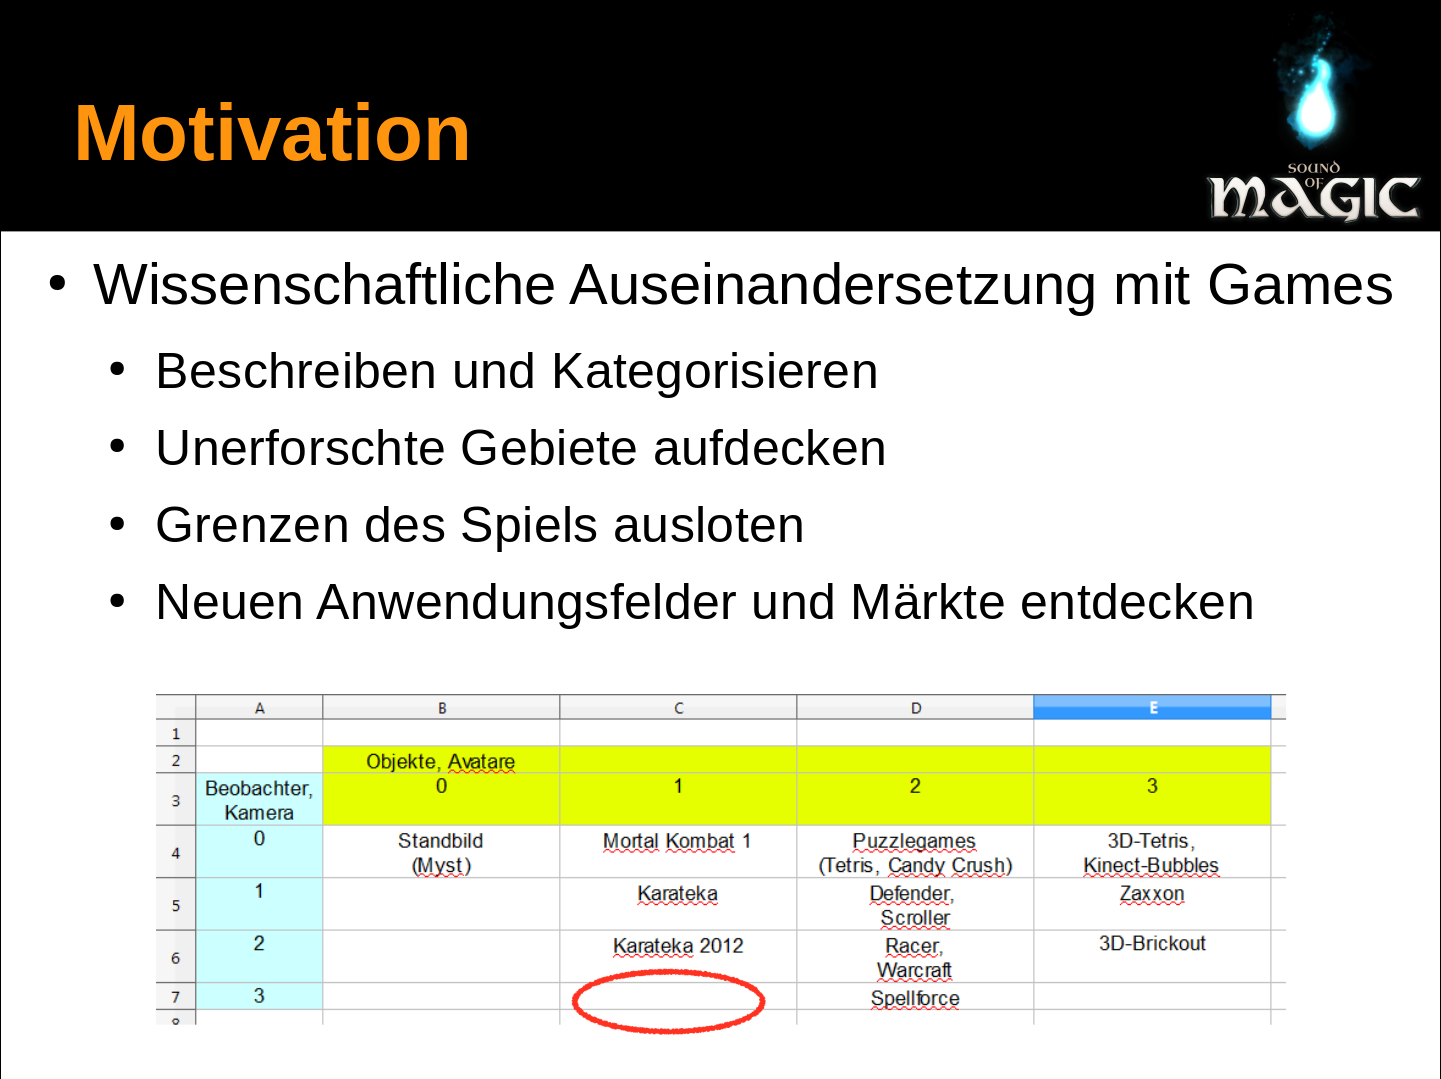 Motivation
SOUND
OF
MAGIC
• Wissenschaftliche Auseinandersetzung mit Games
• Beschreiben und Kategorisieren
• Unerforschte Gebiete aufdecken
• Grenzen des Spiels ausloten
• Neuen Anwendungsfelder und Märkte entdecken
A B C D E
1
2 Objekte, Avatare
3 Beobachter, 0 1 2 3
Kamera
4 0 Standbild Mortal Kombat 1 Puzzlegames 3D-Tetris,
(Myst) (Tetris, Candy Crush) Kinect-Bubbles
5 1 Karateka Defender, Zaxxon
Scroller
6 2 Karateka 2012 Racer, 3D-Brickout
Warcraft
7 3 Spellforce
8